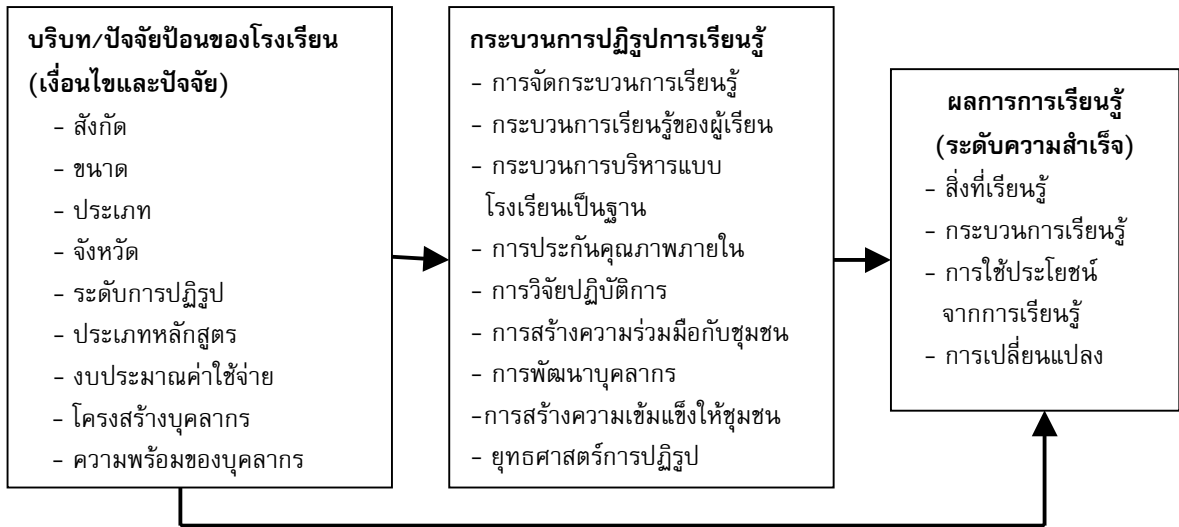 บริบท/ปัจจัยป้อนของโรงเรียน
(เงื่อนไขและปัจจัย)
- สังกัด
- ขนาด
- ประเภท
- จังหวัด
- ระดับการปฏิรูป
- ประเภทหลักสูตร
- งบประมาณค่าใช้จ่าย
- โครงสร้างบุคลากร
- ความพร้อมของบุคลากร
กระบวนการปฏิรูปการเรียนรู้
- การจัดกระบวนการเรียนรู้
- กระบวนการเรียนรู้ของผู้เรียน
- กระบวนการบริหารแบบ
โรงเรียนเป็นฐาน
- การประกันคุณภาพภายใน
- การวิจัยปฏิบัติการ
- การสร้างความร่วมมือกับชุมชน
- การพัฒนาบุคลากร
-การสร้างความเข้มแข็งให้ชุมชน
- ยุทธศาสตร์การปฏิรูป
ผลการการเรียนรู้
(ระดับความสำเร็จ)
- สิ่งที่เรียนรู้
- กระบวนการเรียนรู้
- การใช้ประโยชน์
จากการเรียนรู้
- การเปลี่ยนแปลง